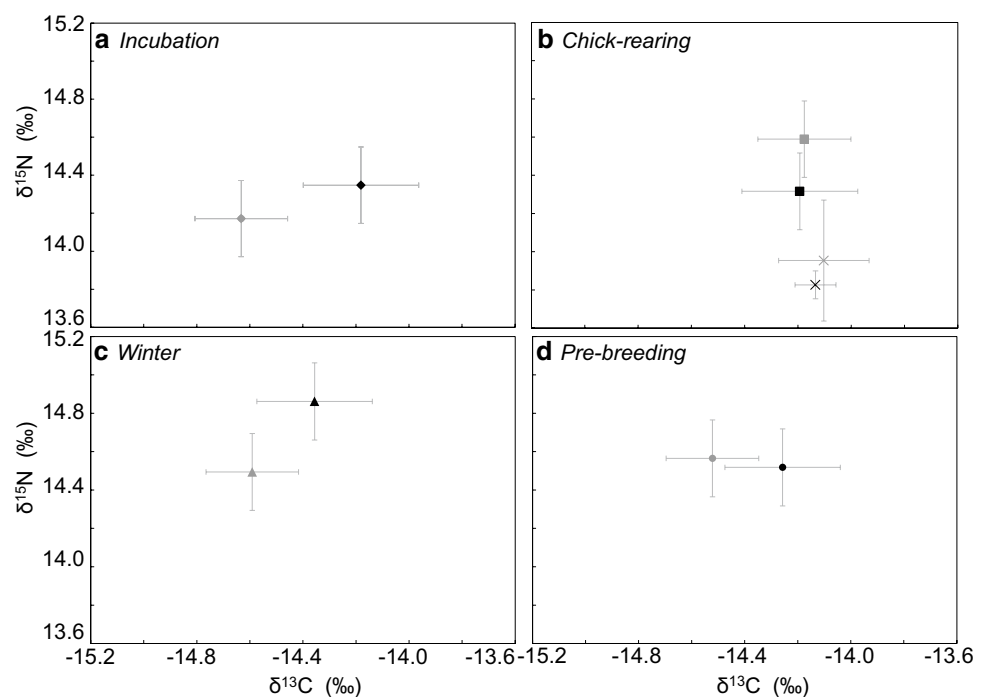 a Incubation
b Chick-rearing
15.2
14.8
14.4
14.0
13.6
δ15N (‰)
c Winter
d Pre-breeding
15.2
14.8
14.4
14.0
13.6
δ15N (‰)
-15.2 -14.8 -14.4 -14.0 -13.6
-15.2 -14.8 -14.4 -14.0 -13.6
δ13C (‰)
δ13C (‰)